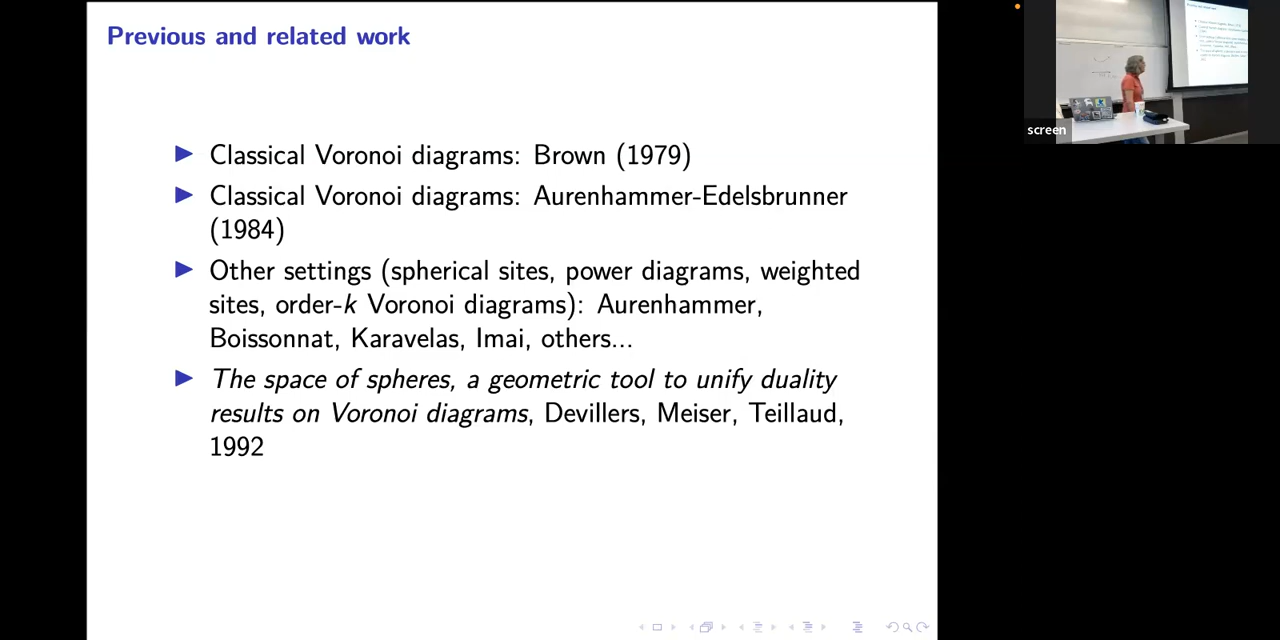 Previous and related work
Classical Voronoi diagrams: Brown (1979)
Classical Voronoi diagrams: Aurenhammer-Edelsbrunner
(1984)
Other settings (spherical sites, power diagrams, weighted
sites, order-k Voronoi diagrams): Aurenhammer,
Boissonnat, Karavelas, Imai, others...
The space of spheres, a geometric tool to unify duality
results on Voronoi diagrams, Devillers, Meiser, Teillaud,
1992
screen